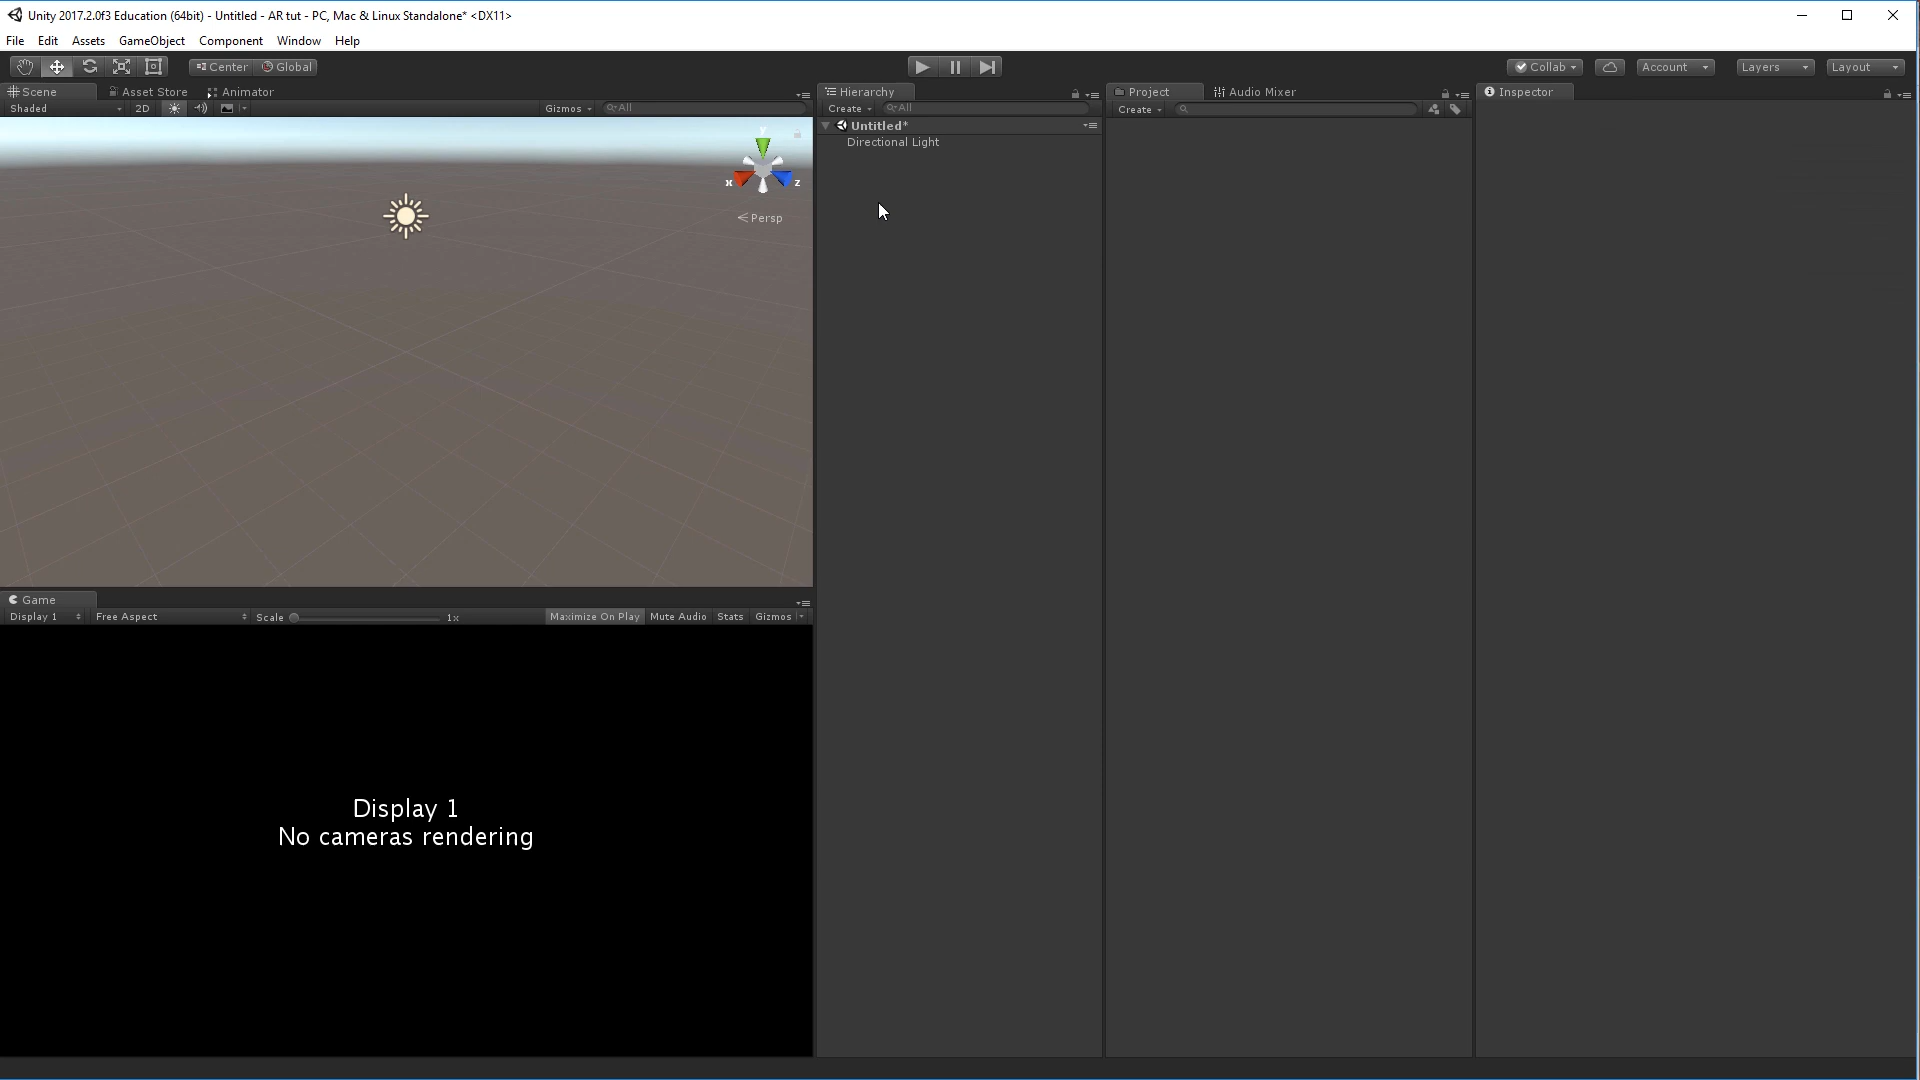 Unity 2017.2.0f3 Education (64bit) - Untitled - AR tut - PC, Mac & Linux Standalone* <DX11>
File Edit Assets GameObject Component Window Help
Center Global Collab Account Layers Layout
Scene Asset Store Animator
Shaded 2D Gizmos All
y
x z
Persp
Game
Display 1 Free Aspect Scale 1x Maximize On Play Mute Audio Stats Gizmos
Display 1
No cameras rendering
Hierarchy
Create All
Untitled*
Directional Light
Project Audio Mixer
Create
Inspector